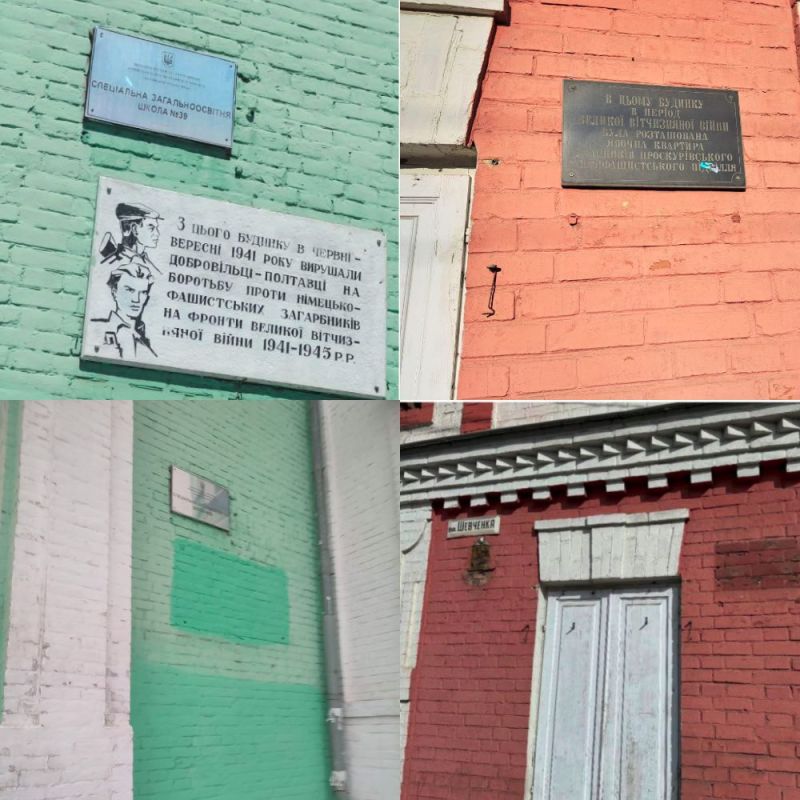 СПЕЦІАЛЬНА ЗАГАЛЬНООСВІТНЯ
ШКОЛА №39
З ЦЬОГО БУДИНКУ В ЧЕРВНІ-
ВЕРЕСНІ 1941 РОКУ ВИРУШАЛИ
ДОБРОВІЛЬЦІ-ПОЛТАВЦІ НА
БОРОТЬБУ ПРОТИ НІМЕЦЬКО-
ФАШИСТСЬКИХ ЗАГАРБНИКІВ
НА ФРОНТИ ВЕЛИКОЇ ВІТЧИЗ-
НЯНОЇ ВІЙНИ 1941-1945 Р.Р.
В ЦЬОМУ БУДИНКУ
В ПЕРІОД
ВЕЛИКОЇ ВІТЧИЗНЯНОЇ ВІЙНИ
БУЛА РОЗТАШОВАНА
ЯВОЧНА КВАРТИРА
ПРОСКУРІВСЬКОГО
вул. ШЕВЧЕНКА